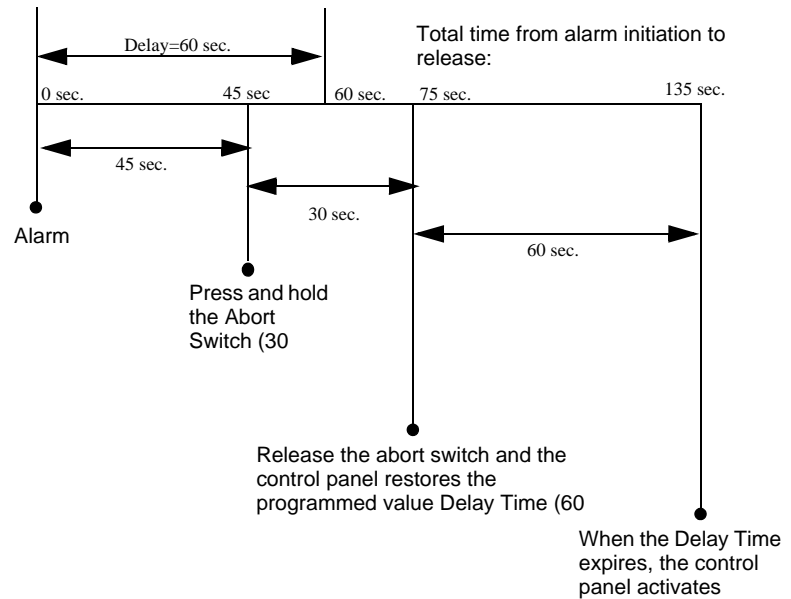 Delay=60 sec.
Total time from alarm initiation to
release:
0 sec.
45 sec
60 sec.
75 sec.
135 sec.
45 sec.
30 sec.
60 sec.
Alarm
Press and hold
the Abort
Switch (30
Release the abort switch and the
control panel restores the
programmed value Delay Time (60
When the Delay Time
expires, the control
panel activates